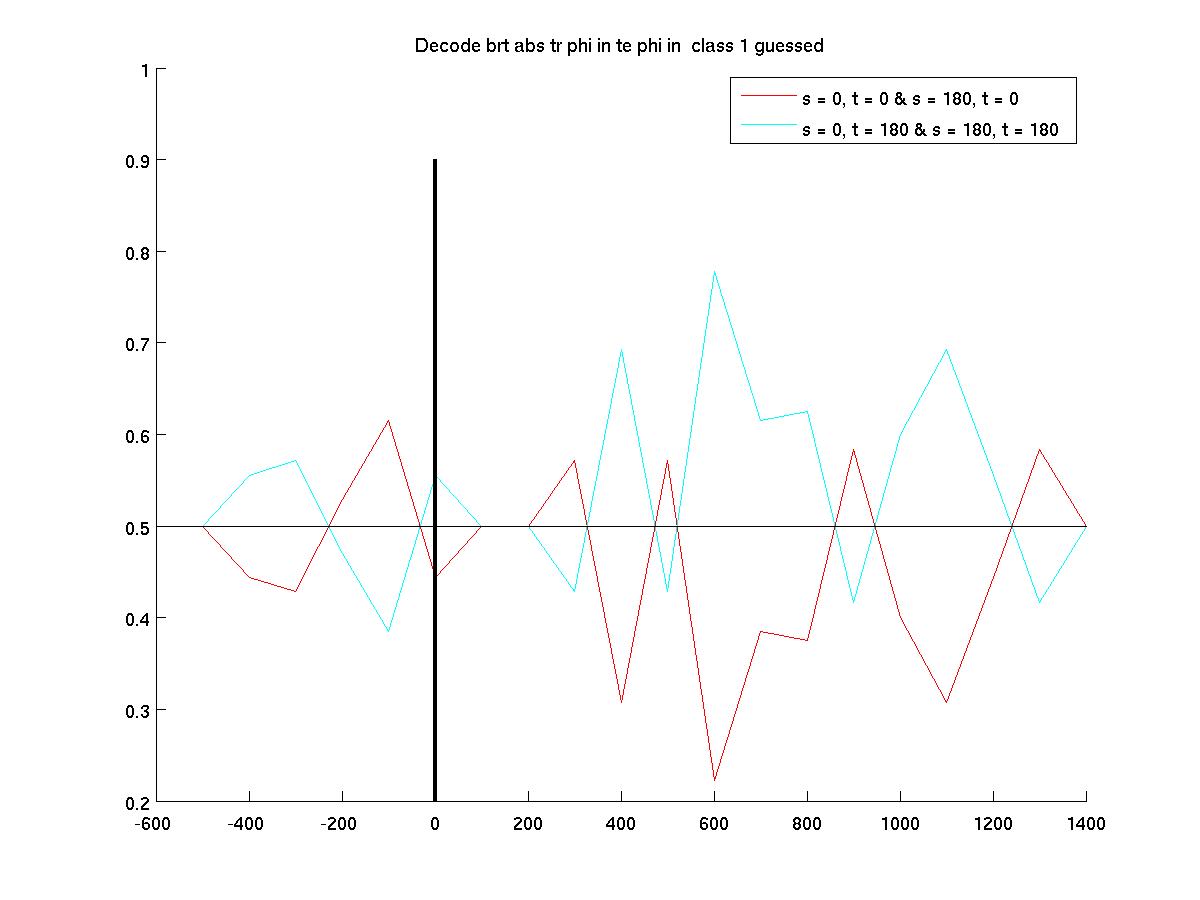 Decode brt abs tr phi in te phi in  class 1 guessed
s = 0, t = 0 & s = 180, t = 0
s = 0, t = 180 & s = 180, t = 180
1
0.9
0.8
0.7
0.6
0.5
0.4
0.3
0.2
-600 -400 -200 0 200 400 600 800 1000 1200 1400